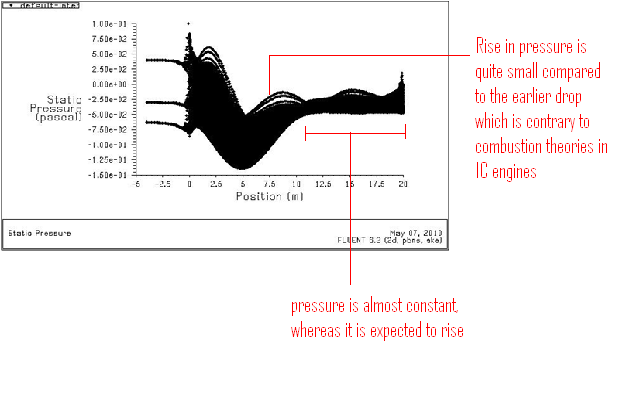 default-ske
1.00e-01
7.50e-02
5.00e-02
2.50e-02
0.00e+00
-2.50e-02
-5.00e-02
-7.50e-02
-1.00e-01
-1.25e-01
-1.50e-01
Static
Pressure
(pascal)
-5 -2.5 0 2.5 5 7.5 10 12.5 15 17.5 20
Position (m)
Static Pressure
May 07, 2010
FLUENT 6.3 (2d, pbns, ske)
Rise in pressure is
quite small compared
to the earlier drop
which is contrary to
combustion theories in
IC engines
pressure is almost constant,
whereas it is expected to rise